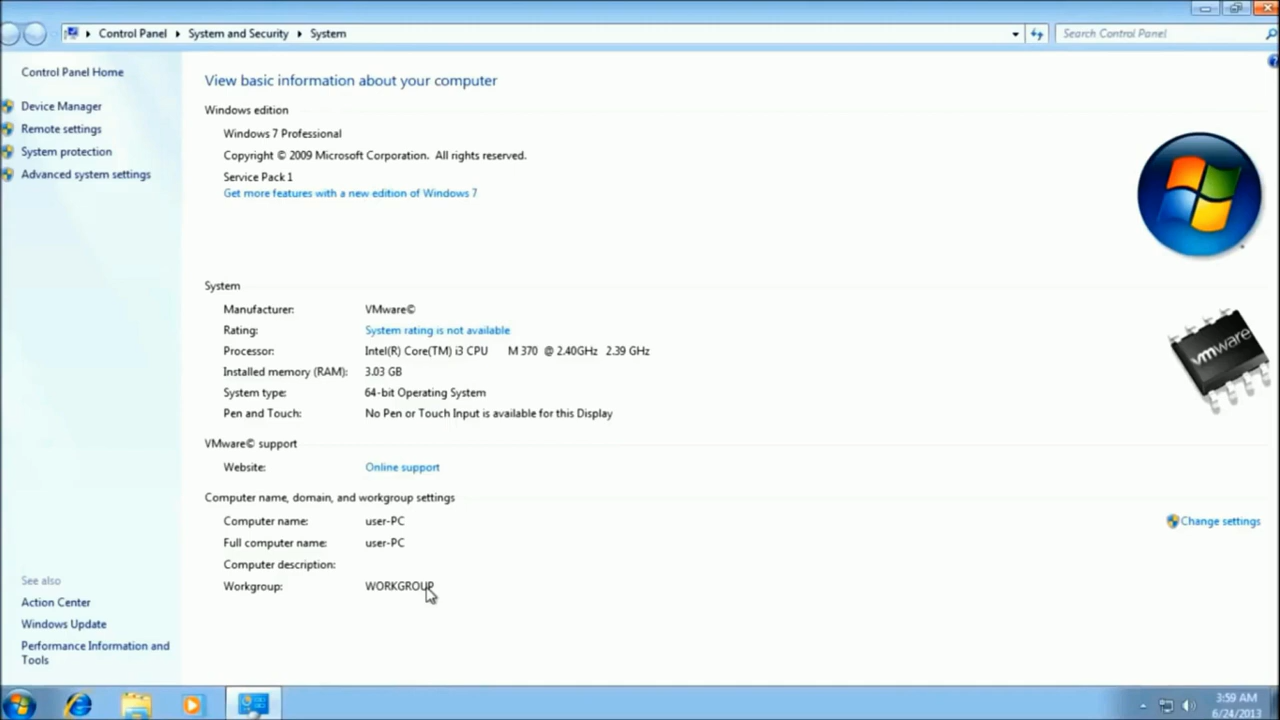 Control Panel ▸ System and Security ▸ System
Search Control Panel
Control Panel Home
Device Manager
Remote settings
System protection
Advanced system settings
See also
Action Center
Windows Update
Performance Information and
Tools
View basic information about your computer
Windows edition
Windows 7 Professional
Copyright © 2009 Microsoft Corporation. All rights reserved.
Service Pack 1
Get more features with a new edition of Windows 7
System
Manufacturer: VMware©
Rating: System rating is not available
Processor: Intel(R) Core(TM) i3 CPU M 370 @ 2.40GHz 2.39 GHz
Installed memory (RAM): 3.03 GB
System type: 64-bit Operating System
Pen and Touch: No Pen or Touch Input is available for this Display
vmware
VMware© support
Website: Online support
Computer name, domain, and workgroup settings
Computer name: user-PC
Change settings
Full computer name: user-PC
Computer description:
Workgroup: WORKGROUP
3:59 AM
6/24/2013